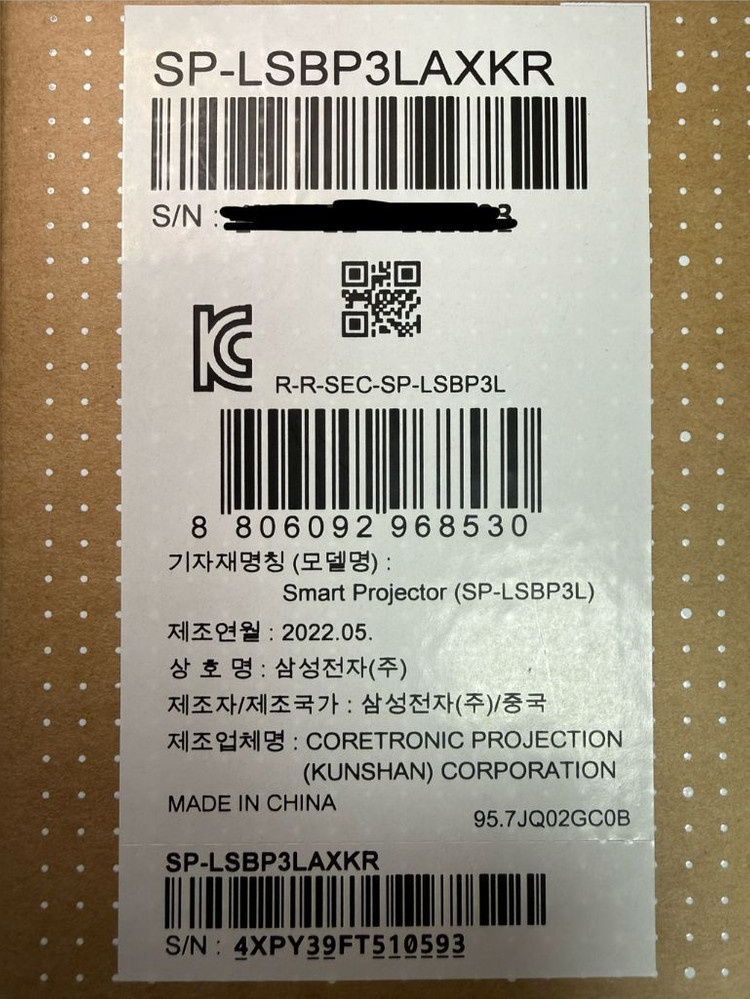 SP-LSBP3LAXKR
S/N :
R-R-SEC-SP-LSBP3L
8 806092 968530
기자재명칭 (모델명) :
Smart Projector (SP-LSBP3L)
제조연월 : 2022.05.
상 호 명 : 삼성전자(주)
제조자/제조국가 : 삼성전자(주)/중국
제조업체명 : CORETRONIC PROJECTION
(KUNSHAN) CORPORATION
MADE IN CHINA
95.7JQ02GC0B
SP-LSBP3LAXKR
S/N : 4XPY39FT510593